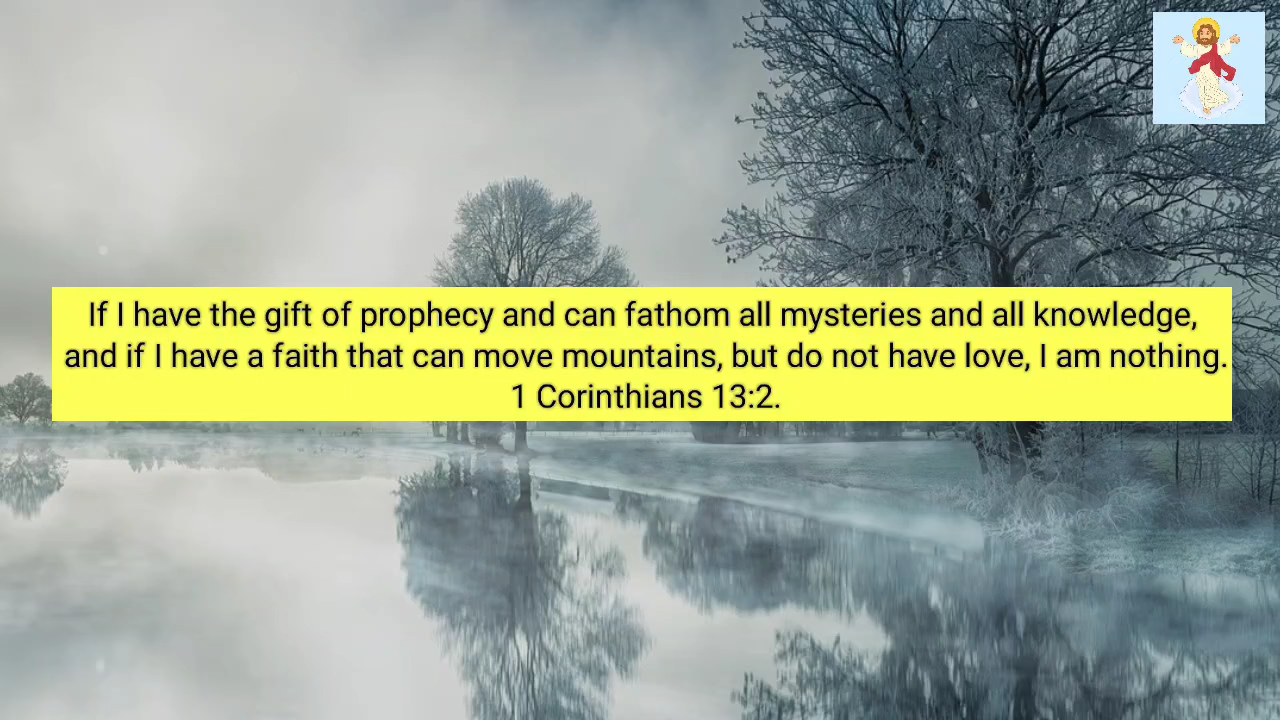 If I have the gift of prophecy and can fathom all mysteries and all knowledge,
and if I have a faith that can move mountains, but do not have love, I am nothing.
1 Corinthians 13:2.